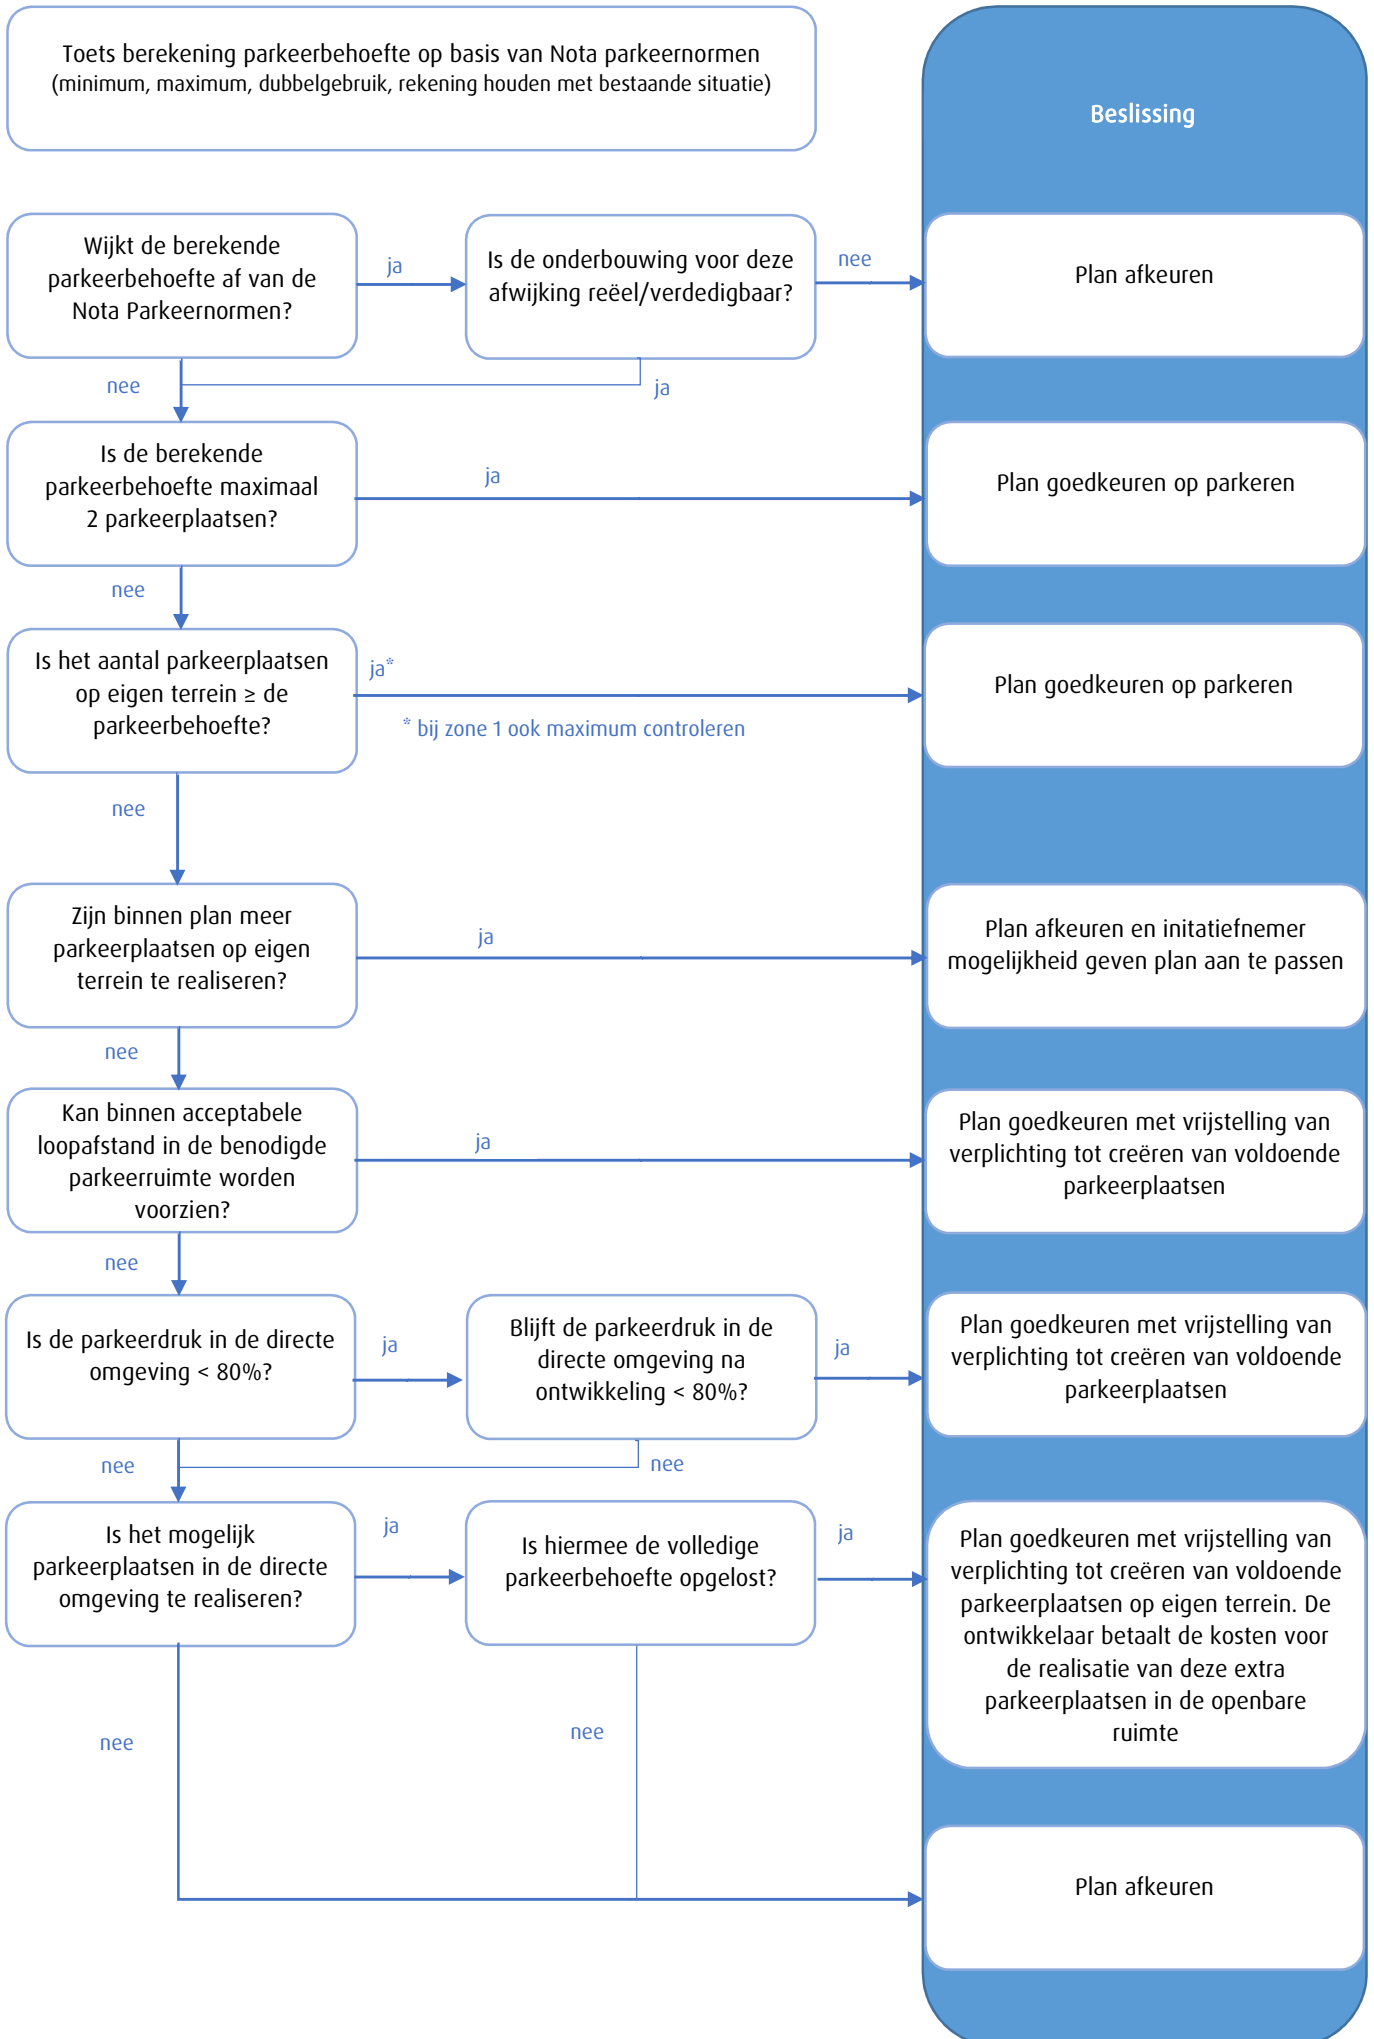 Toets berekening parkeerbehoefte op basis van Nota parkeernormen
(minimum, maximum, dubbelgebruik, rekening houden met bestaande situatie)
Beslissing
Wijkt de berekende
parkeerbehoefte af van de
Nota Parkeernormen?
ja
Is de onderbouwing voor deze
afwijking reëel/verdedigbaar?
nee
Plan afkeuren
nee
ja
Is de berekende
parkeerbehoefte maximaal
2 parkeerplaatsen?
ja
Plan goedkeuren op parkeren
nee
Is het aantal parkeerplaatsen
op eigen terrein ≥ de
parkeerbehoefte?
ja*
* bij zone 1 ook maximum controleren
Plan goedkeuren op parkeren
nee
Zijn binnen plan meer
parkeerplaatsen op eigen
terrein te realiseren?
ja
Plan afkeuren en initatiefnemer
mogelijkheid geven plan aan te passen
nee
Kan binnen acceptabele
loopafstand in de benodigde
parkeerruimte worden
voorzien?
ja
Plan goedkeuren met vrijstelling van
verplichting tot creëren van voldoende
parkeerplaatsen
nee
Is de parkeerdruk in de directe
omgeving < 80%?
ja
Blijft de parkeerdruk in de
directe omgeving na
ontwikkeling < 80%?
ja
Plan goedkeuren met vrijstelling van
verplichting tot creëren van voldoende
parkeerplaatsen
nee
nee
Is het mogelijk
parkeerplaatsen in de directe
omgeving te realiseren?
ja
Is hiermee de volledige
parkeerbehoefte opgelost?
ja
Plan goedkeuren met vrijstelling van
verplichting tot creëren van voldoende
parkeerplaatsen op eigen terrein. De
ontwikkelaar betaalt de kosten voor
de realisatie van deze extra
parkeerplaatsen in de openbare
ruimte
nee
nee
Plan afkeuren